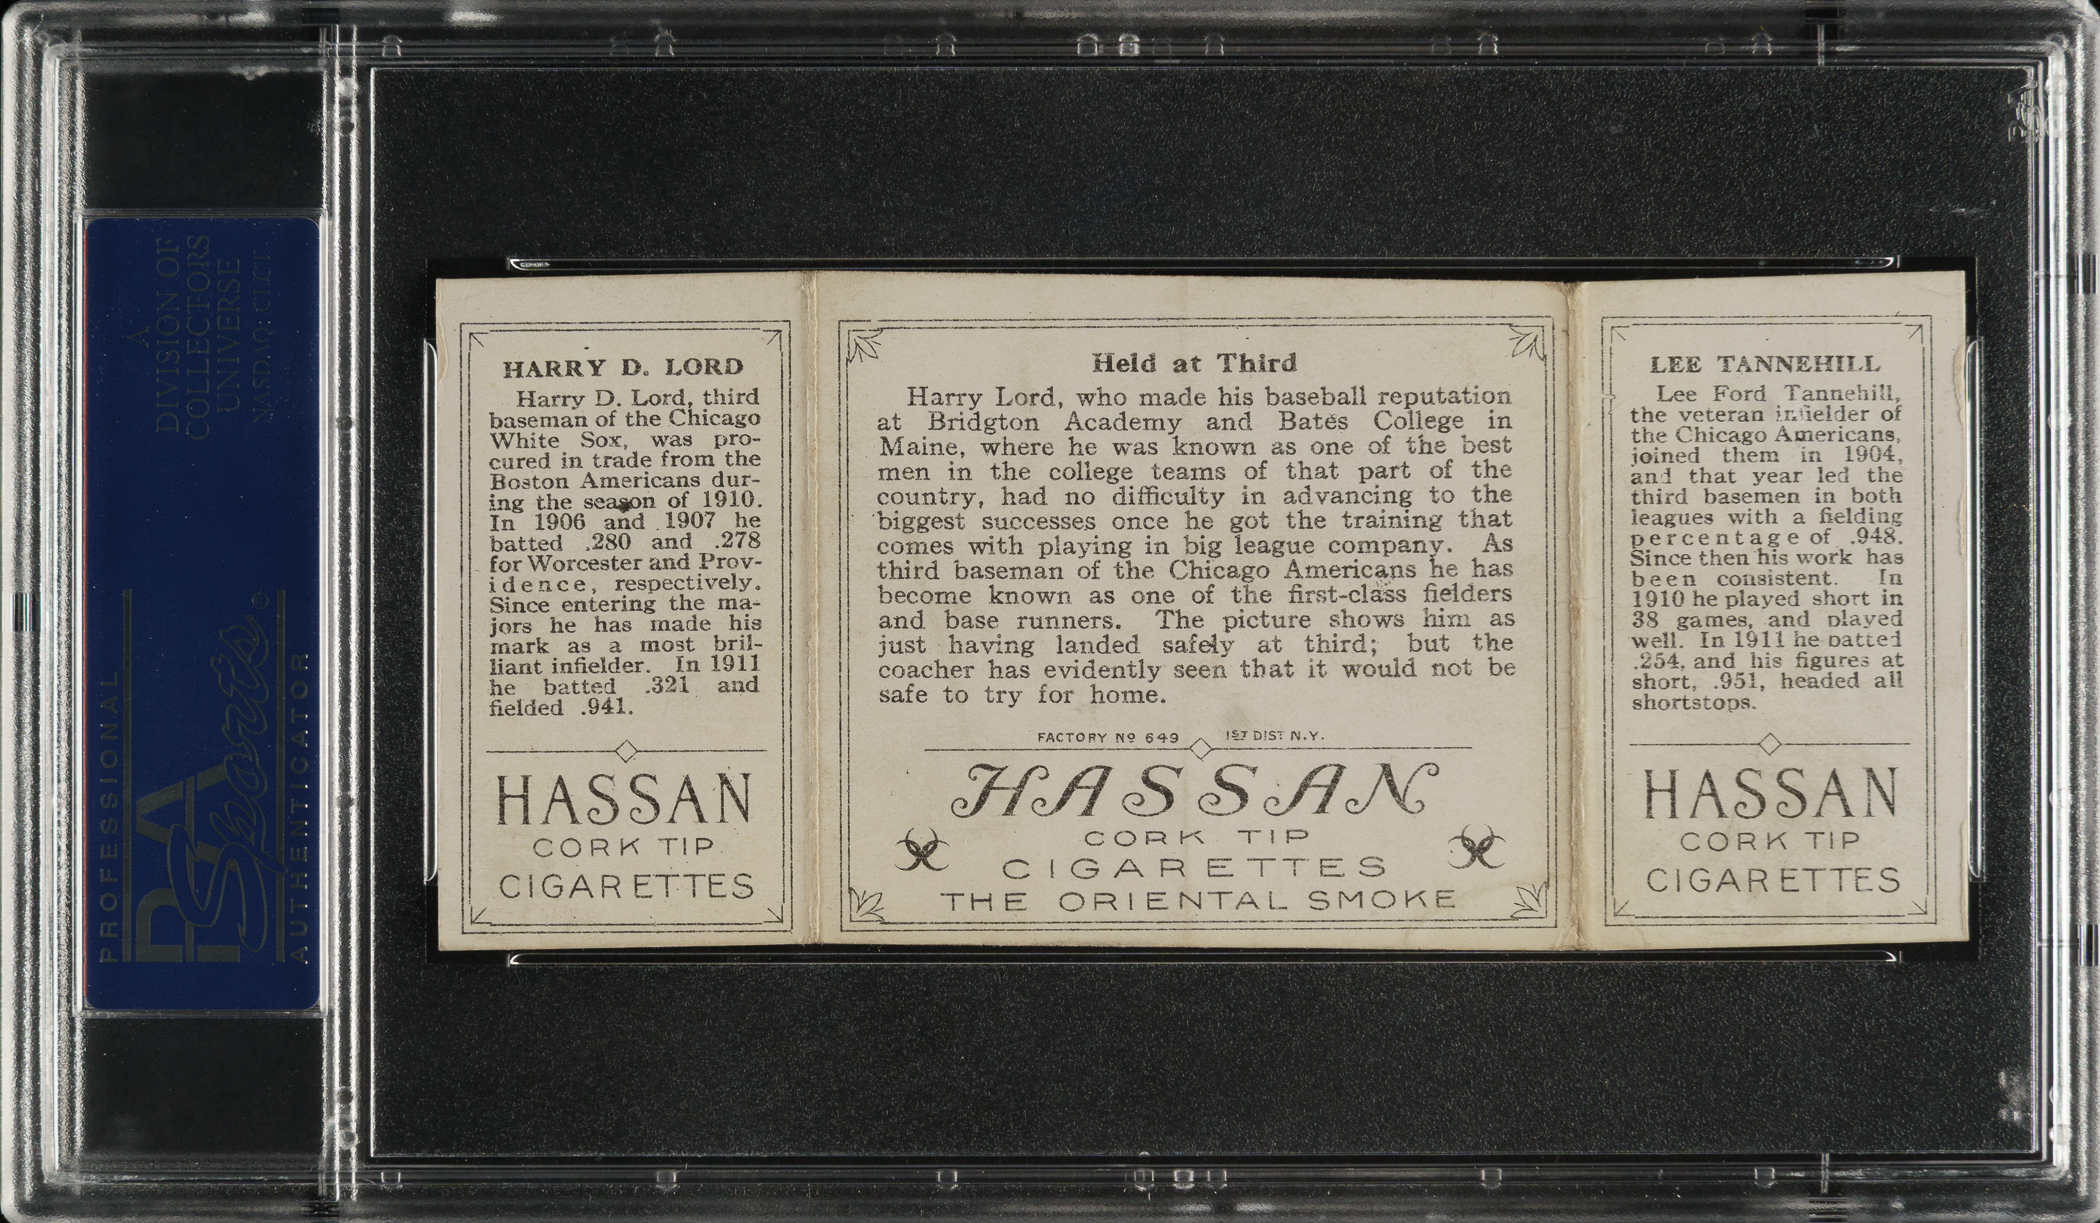 A
DIVISION OF
COLLECTORS
UNIVERSE
NASDAQ: CLCT
PROFESSIONAL
PSA
Sports®
AUTHENTICATOR
HARRY D. LORD
Harry D. Lord, third
baseman of the Chicago
White Sox, was pro-
cured in trade from the
Boston Americans dur-
ing the season of 1910.
In 1906 and 1907 he
batted .280 and .278
for Worcester and Prov-
idence, respectively.
Since entering the ma-
jors he has made his
mark as a most bril-
liant infielder. In 1911
he batted .321 and
fielded .941.
HASSAN
CORK TIP
CIGARETTES
Held at Third
Harry Lord, who made his baseball reputation
at Bridgton Academy and Bates College in
Maine, where he was known as one of the best
men in the college teams of that part of the
country, had no difficulty in advancing to the
biggest successes once he got the training that
comes with playing in big league company. As
third baseman of the Chicago Americans he has
become known as one of the first-class fielders
and base runners. The picture shows him as
just having landed safely at third; but the
coacher has evidently seen that it would not be
safe to try for home.
FACTORY Nº 649 1ST DIST N.Y.
HASSAN
CORK TIP
CIGARETTES
THE ORIENTAL SMOKE
LEE TANNEHILL
Lee Ford Tannehill,
the veteran infielder of
the Chicago Americans,
joined them in 1904,
and that year led the
third basemen in both
leagues with a fielding
percentage of .948.
Since then his work has
been consistent. In
1910 he played short in
38 games, and played
well. In 1911 he batted
.254, and his figures at
short, .951, headed all
shortstops.
HASSAN
CORK TIP
CIGARETTES